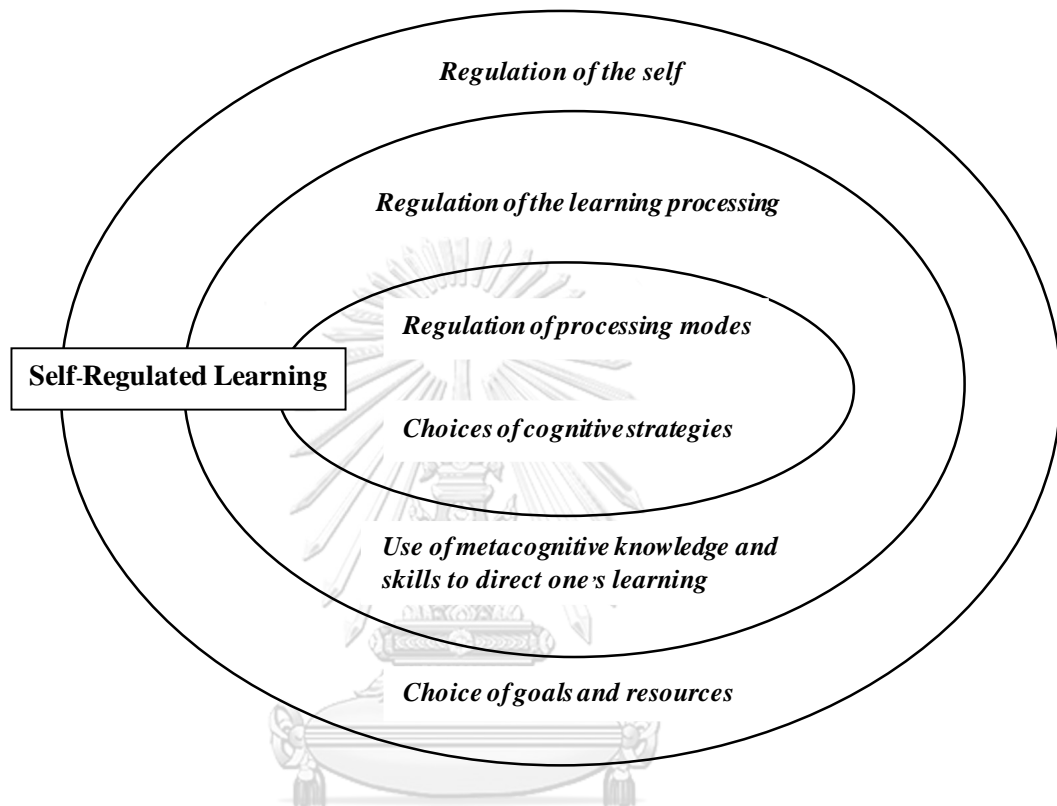 Regulation of the self
Regulation of the learning processing
Regulation of processing modes
Self-Regulated Learning
Choices of cognitive strategies
Use of metacognitive knowledge and
skills to direct one's learning
Choice of goals and resources